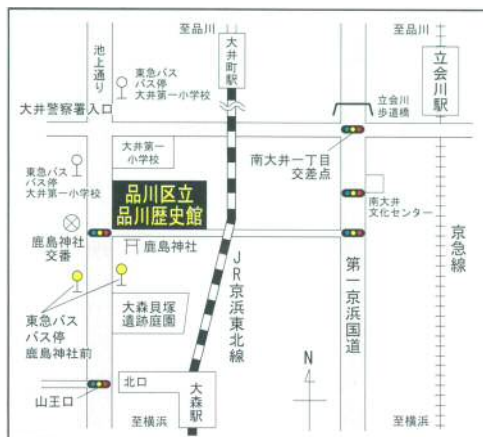 至品川
至品川
池上通り
大井町駅
立会川駅
東急バス
バス停
大井第一小学校
大井警察署入口
立会川
歩道橋
大井第一
小学校
南大井一丁目
交差点
東急バス
バス停
大井第一小学校
品川区立
品川歴史館
南大井
文化センター
鹿島神社
交番
鹿島神社
JR京浜東北線
第一京浜国道
京急線
東急バス
バス停
鹿島神社前
大森貝塚
遺跡庭園
N
北口
大森駅
山王口
至横浜
至横浜